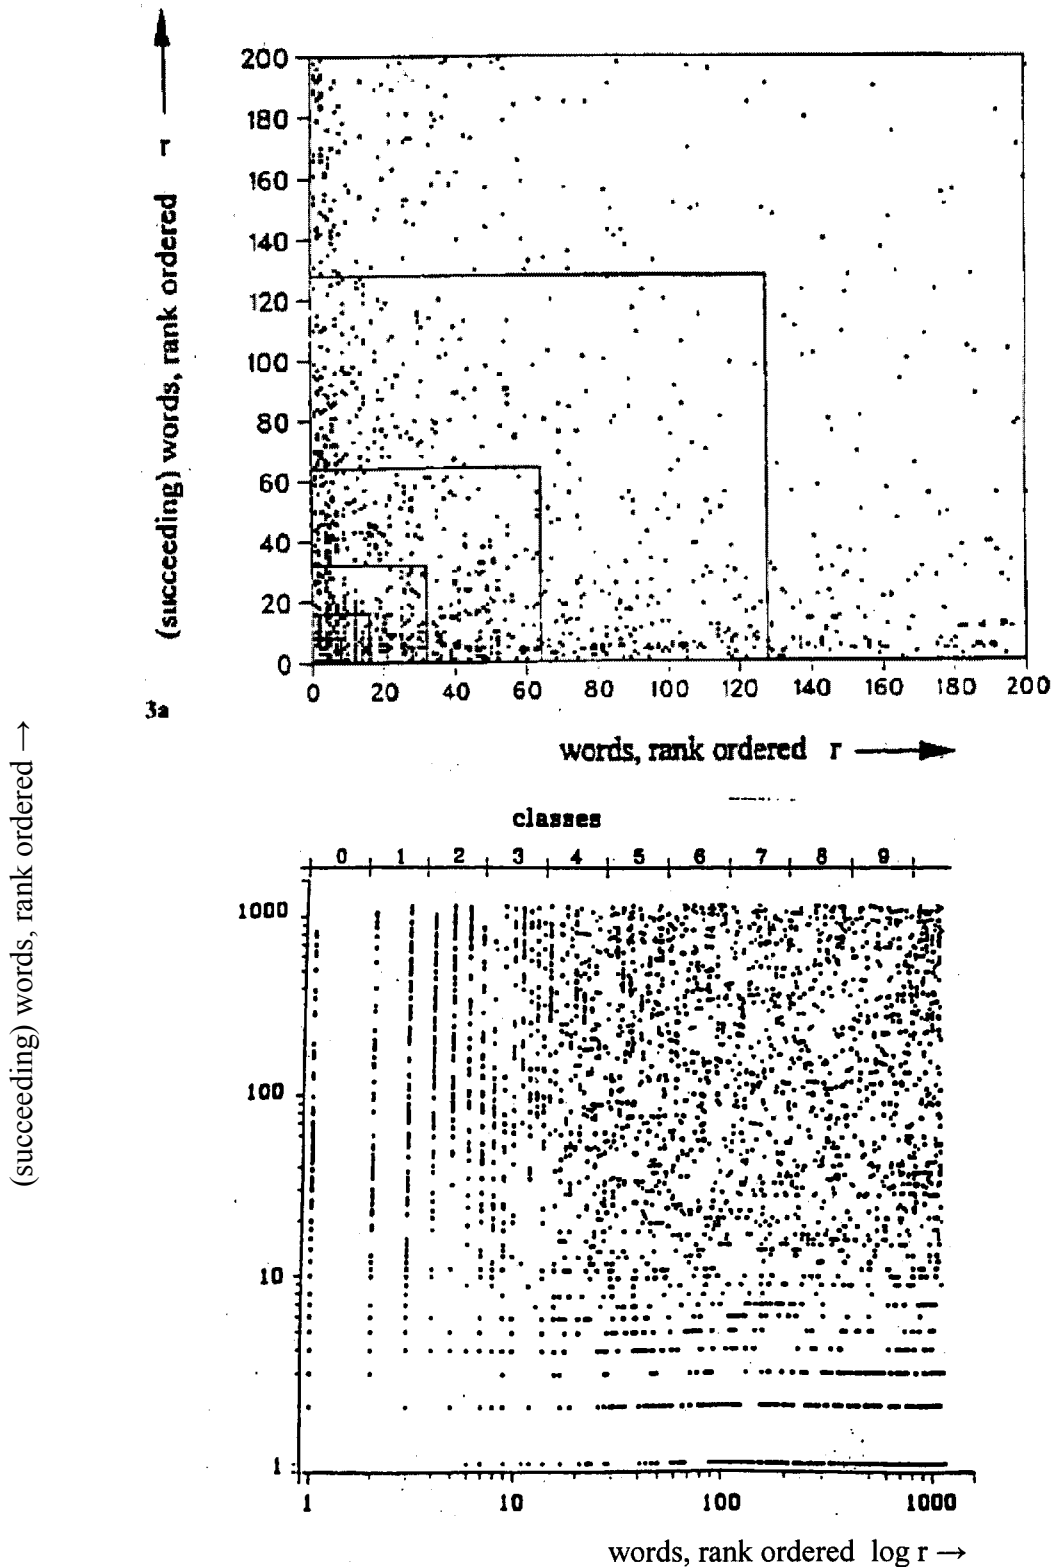 (succeeding) words, rank ordered r
200
180
160
140
120
100
80
60
40
20
0
0 20 40 60 80 100 120 140 160 180 200
3a
words, rank ordered r
(succeeding) words, rank ordered →
classes
0 1 2 3 4 5 6 7 8 9
1000
100
10
1
1 10 100 1000
words, rank ordered log r →